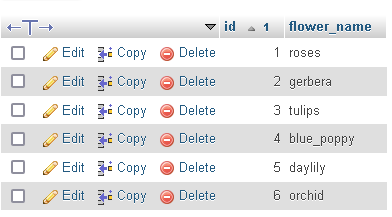 id 1 flower_name
Edit Copy Delete 1 roses
Edit Copy Delete 2 gerbera
Edit Copy Delete 3 tulips
Edit Copy Delete 4 blue_poppy
Edit Copy Delete 5 daylily
Edit Copy Delete 6 orchid